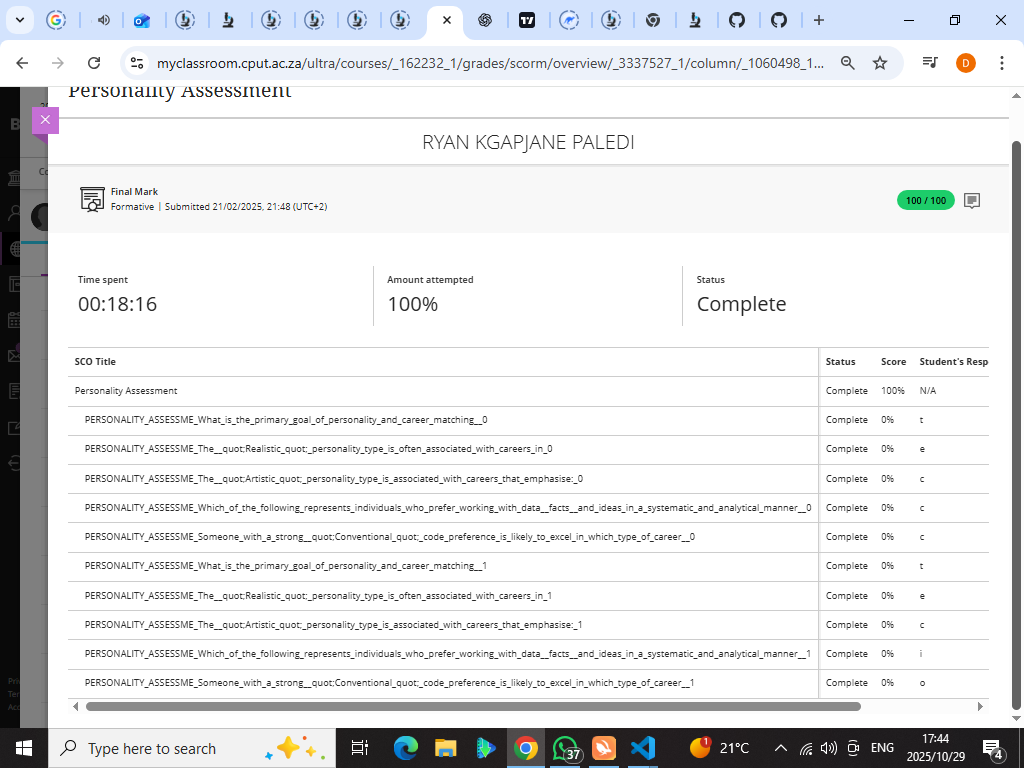 myclassroom.cput.ac.za/ultra/courses/_162232_1/grades/scorm/overview/_3337527_1/column/_1060498_1...
D
Personality Assessment
RYAN KGAPJANE PALEDI
Final Mark
Formative | Submitted 21/02/2025, 21:48 (UTC+2)
100 / 100
Time spent
00:18:16
Amount attempted
100%
Status
Complete
SCO Title Status Score Student's Resp
Personality Assessment Complete 100% N/A
PERSONALITY_ASSESSME_What_is_the_primary_goal_of_personality_and_career_matching__0 Complete 0% t
PERSONALITY_ASSESSME_The__quot;Realistic_quot;_personality_type_is_often_associated_with_careers_in_0 Complete 0% e
PERSONALITY_ASSESSME_The__quot;Artistic_quot;_personality_type_is_associated_with_careers_that_emphasise:_0 Complete 0% c
PERSONALITY_ASSESSME_Which_of_the_following_represents_individuals_who_prefer_working_with_data__facts__and_ideas_in_a_systematic_and_analytical_manner__0 Complete 0% c
PERSONALITY_ASSESSME_Someone_with_a_strong__quot;Conventional_quot;_code_preference_is_likely_to_excel_in_which_type_of_career__0 Complete 0% c
PERSONALITY_ASSESSME_What_is_the_primary_goal_of_personality_and_career_matching__1 Complete 0% t
PERSONALITY_ASSESSME_The__quot;Realistic_quot;_personality_type_is_often_associated_with_careers_in_1 Complete 0% e
PERSONALITY_ASSESSME_The__quot;Artistic_quot;_personality_type_is_associated_with_careers_that_emphasise:_1 Complete 0% c
PERSONALITY_ASSESSME_Which_of_the_following_represents_individuals_who_prefer_working_with_data__facts__and_ideas_in_a_systematic_and_analytical_manner__1 Complete 0% i
PERSONALITY_ASSESSME_Someone_with_a_strong__quot;Conventional_quot;_code_preference_is_likely_to_excel_in_which_type_of_career__1 Complete 0% o
Type here to search
37
21°C
ENG
17:44
2025/10/29
4